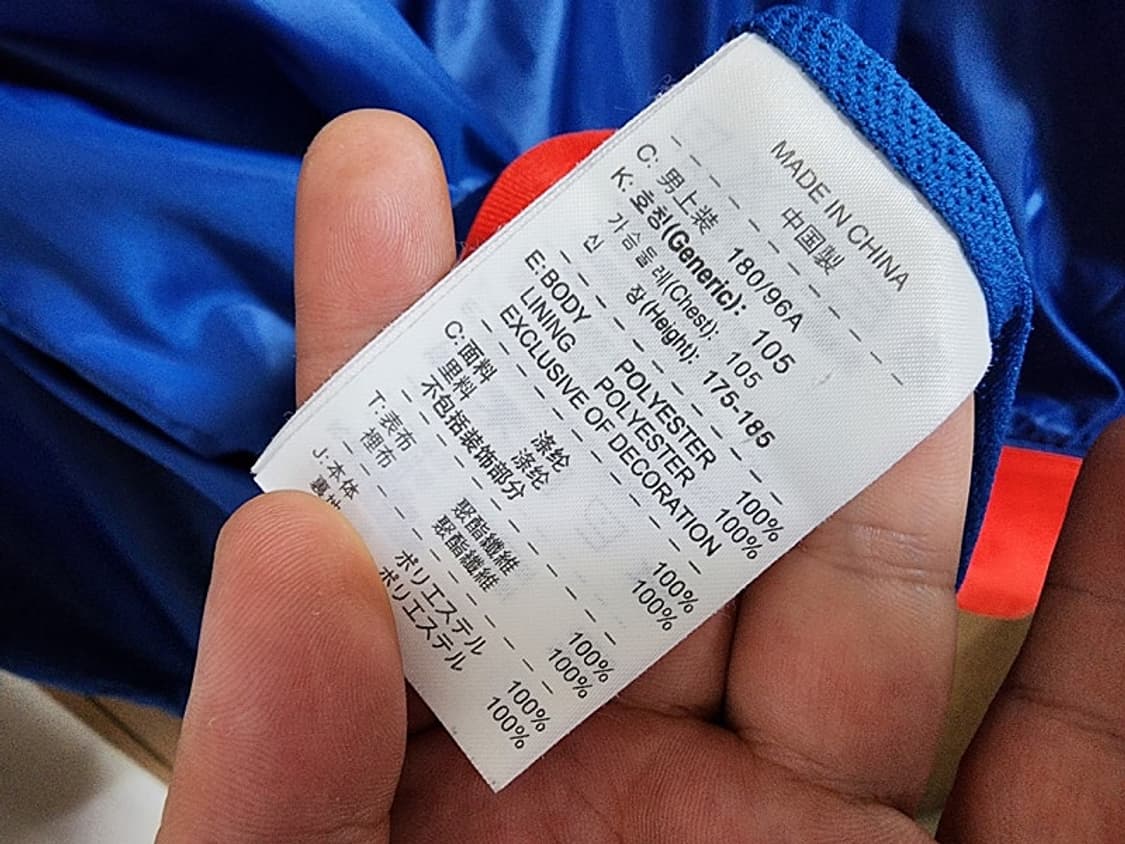 MADE IN CHINA
中国製
C: 男上装 180/96A
K: 호칭(Generic): 105
가슴둘레(Chest): 105
신 장(Height): 175-185
E: BODY POLYESTER 100%
LINING POLYESTER 100%
EXCLUSIVE OF DECORATION
C: 面料 涤纶 100%
里料 涤纶 100%
不包括装饰部分
T: 表布 聚酯纖維 100%
裡布 聚酯纖維 100%
J: 本体 ポリエステル 100%
裏地 ポリエステル 100%